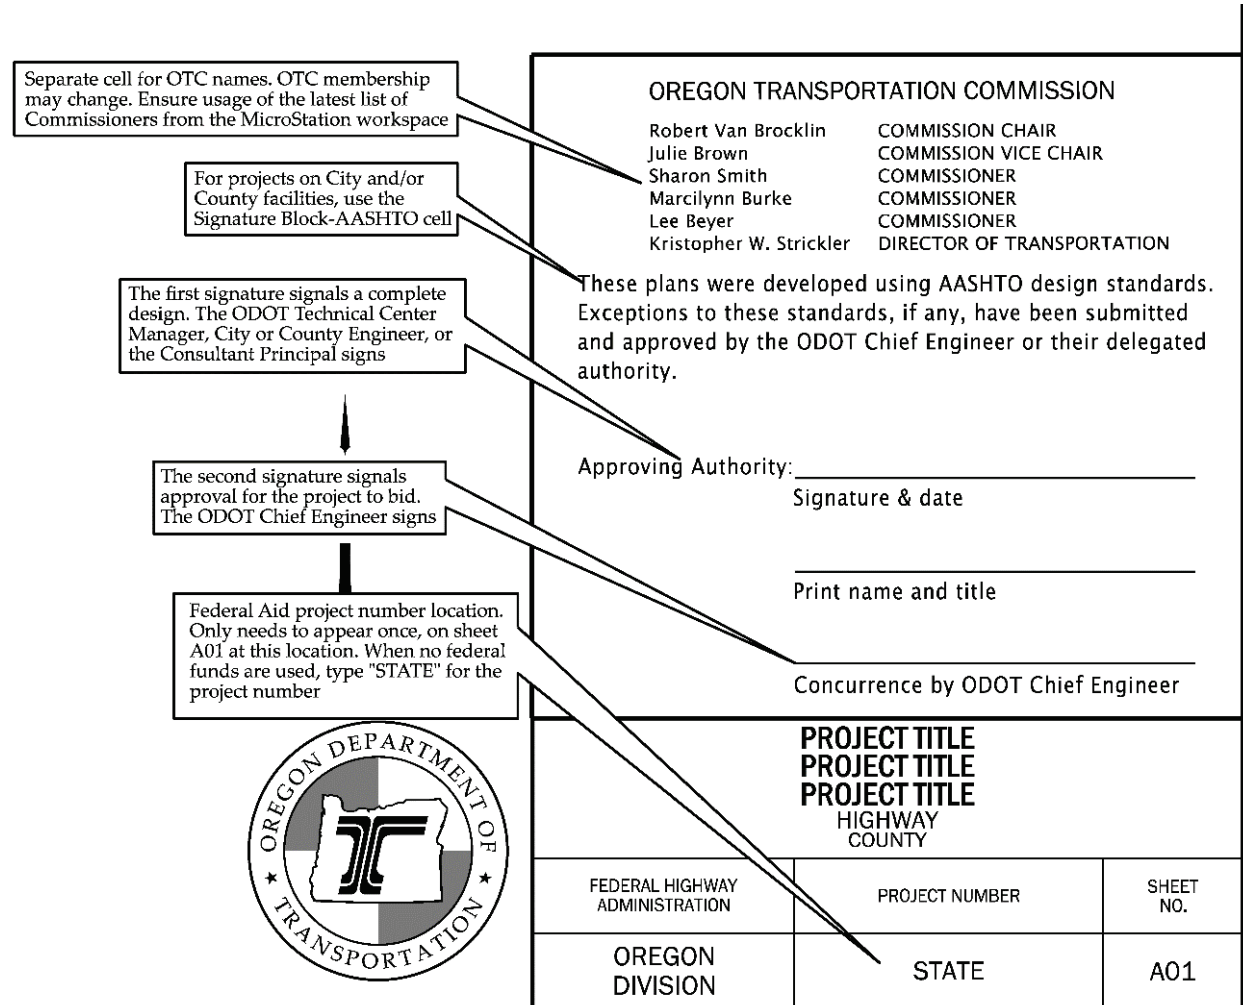 Separate cell for OTC names. OTC membership
may change. Ensure usage of the latest list of
Commissioners from the MicroStation workspace
For projects on City and/or
County facilities, use the
Signature Block-AASHTO cell
The first signature signals a complete
design. The ODOT Technical Center
Manager, City or County Engineer, or
the Consultant Principal signs
The second signature signals
approval for the project to bid.
The ODOT Chief Engineer signs
Federal Aid project number location.
Only needs to appear once, on sheet
A01 at this location. When no federal
funds are used, type "STATE" for the
project number
OREGON DEPARTMENT OF
★ TRANSPORTATION ★
OREGON TRANSPORTATION COMMISSION
Robert Van Brocklin COMMISSION CHAIR
Julie Brown COMMISSION VICE CHAIR
Sharon Smith COMMISSIONER
Marcilynn Burke COMMISSIONER
Lee Beyer COMMISSIONER
Kristopher W. Strickler DIRECTOR OF TRANSPORTATION
These plans were developed using AASHTO design standards.
Exceptions to these standards, if any, have been submitted
and approved by the ODOT Chief Engineer or their delegated
authority.
Approving Authority:
Signature & date
Print name and title
Concurrence by ODOT Chief Engineer
PROJECT TITLE
PROJECT TITLE
PROJECT TITLE
HIGHWAY
COUNTY
FEDERAL HIGHWAY
ADMINISTRATION
PROJECT NUMBER
SHEET
NO.
OREGON
DIVISION
STATE
A01